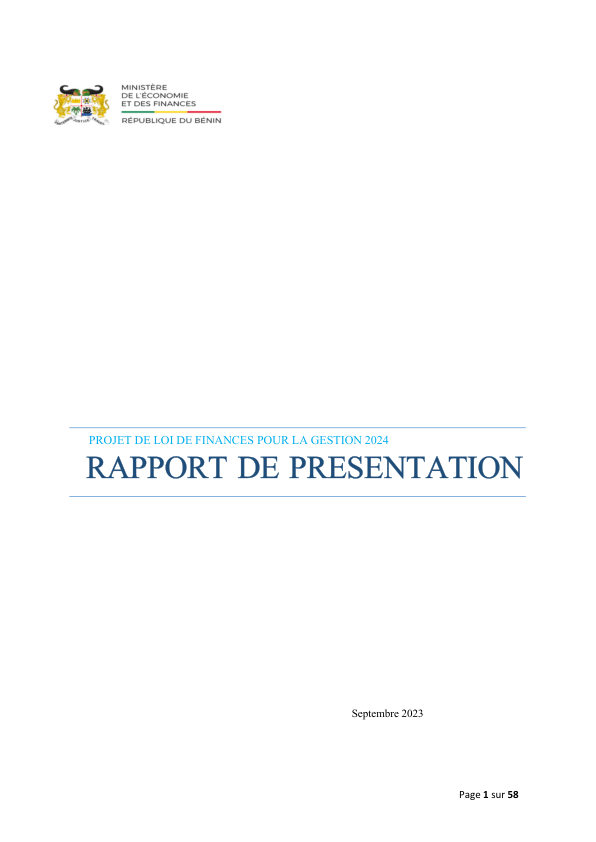 MINISTÈRE
DE L'ÉCONOMIE
ET DES FINANCES
RÉPUBLIQUE DU BÉNIN
PROJET DE LOI DE FINANCES POUR LA GESTION 2024
RAPPORT DE PRESENTATION
Septembre 2023
Page 1 sur 58